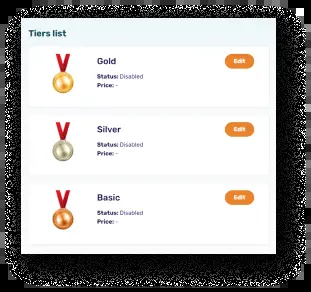 Tiers list
Gold
Edit
Status: Disabled
Price: -
Silver
Edit
Status: Disabled
Price: -
Basic
Edit
Status: Disabled
Price: -